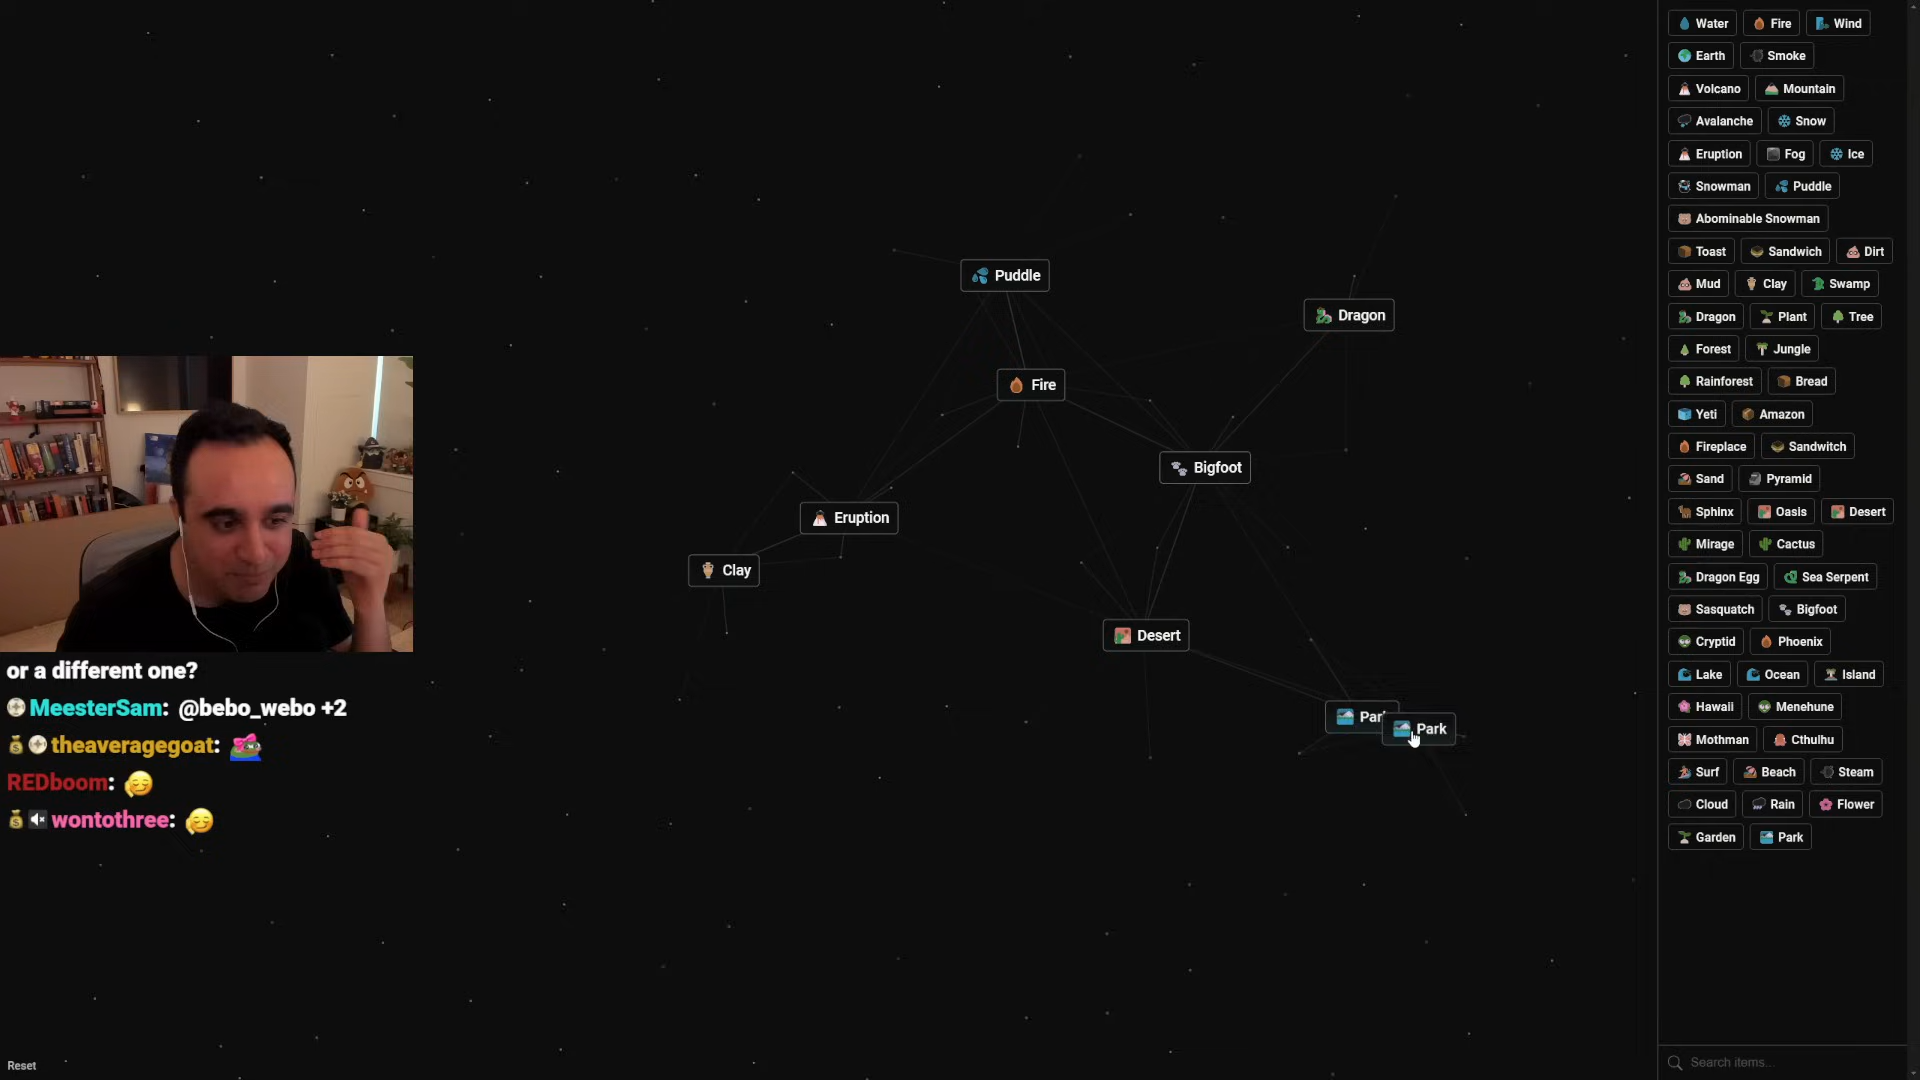 Water Fire Wind
Earth Smoke
Volcano Mountain
Avalanche Snow
Eruption Fog Ice
Snowman Puddle
Abominable Snowman
Toast Sandwich Dirt
Mud Clay Swamp
Dragon Plant Tree
Forest Jungle
Rainforest Bread
Yeti Amazon
Fireplace Sandwitch
Sand Pyramid
Sphinx Oasis Desert
Mirage Cactus
Dragon Egg Sea Serpent
Sasquatch Bigfoot
Cryptid Phoenix
Lake Ocean Island
Hawaii Menehune
Mothman Cthulhu
Surf Beach Steam
Cloud Rain Flower
Garden Park
Search items...
Puddle
Dragon
Fire
Bigfoot
Eruption
Clay
Desert
Park
or a different one?
MeesterSam: @bebo_webo +2
theaveragegoat:
REDboom:
wontothree:
Reset